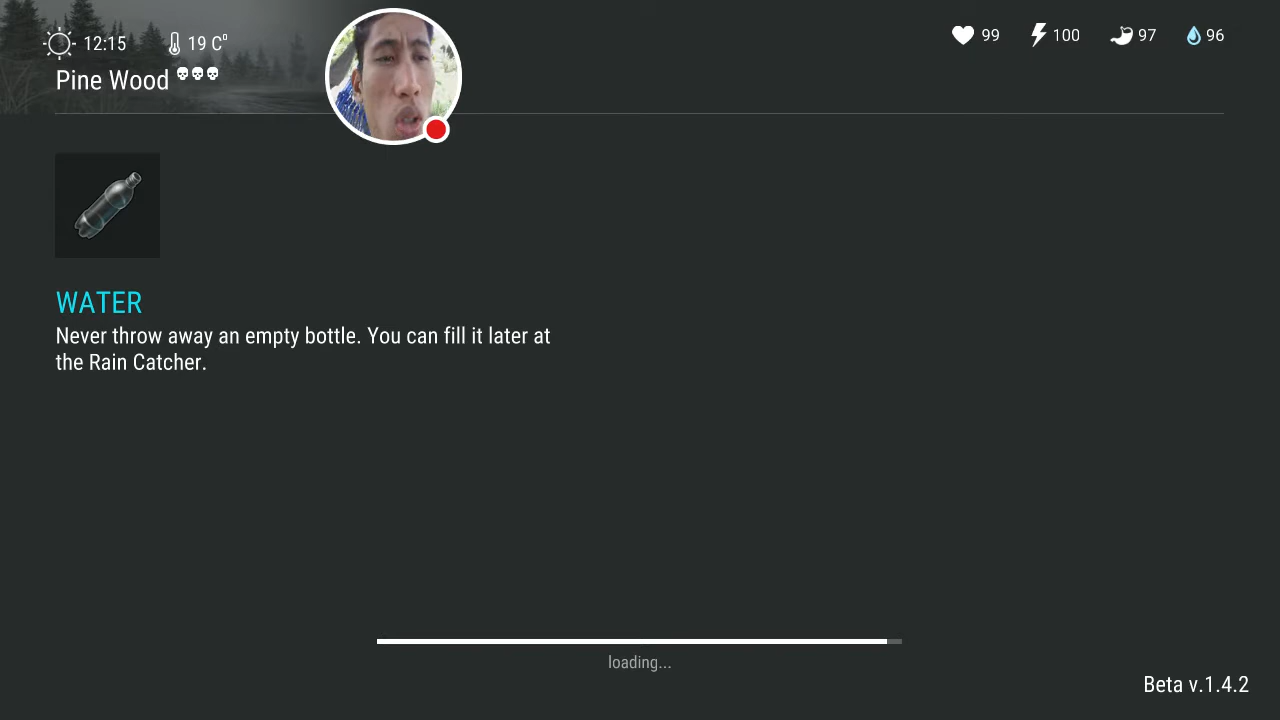 12:15 19 C°
99 100 97 96
Pine Wood
WATER
Never throw away an empty bottle. You can fill it later at
the Rain Catcher.
loading...
Beta v.1.4.2